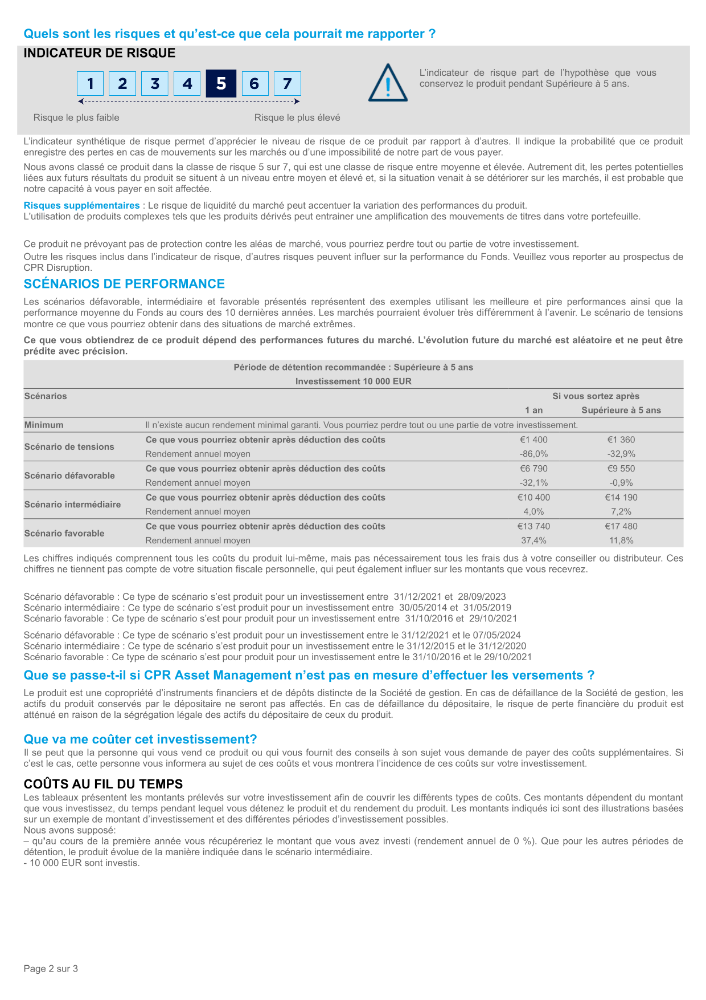 Quels sont les risques et qu’est-ce que cela pourrait me rapporter ?
INDICATEUR DE RISQUE
1 2 3 4 5 6 7
Risque le plus faible Risque le plus élevé
L’indicateur de risque part de l’hypothèse que vous
conservez le produit pendant Supérieure à 5 ans.
L’indicateur synthétique de risque permet d’apprécier le niveau de risque de ce produit par rapport à d’autres. Il indique la probabilité que ce produit
enregistre des pertes en cas de mouvements sur les marchés ou d’une impossibilité de notre part de vous payer.
Nous avons classé ce produit dans la classe de risque 5 sur 7, qui est une classe de risque entre moyenne et élevée. Autrement dit, les pertes potentielles
liées aux futurs résultats du produit se situent à un niveau entre moyen et élevé et, si la situation venait à se détériorer sur les marchés, il est probable que
notre capacité à vous payer en soit affectée.
Risques supplémentaires : Le risque de liquidité du marché peut accentuer la variation des performances du produit.
L'utilisation de produits complexes tels que les produits dérivés peut entrainer une amplification des mouvements de titres dans votre portefeuille.
Ce produit ne prévoyant pas de protection contre les aléas de marché, vous pourriez perdre tout ou partie de votre investissement.
Outre les risques inclus dans l’indicateur de risque, d’autres risques peuvent influer sur la performance du Fonds. Veuillez vous reporter au prospectus de
CPR Disruption.
SCÉNARIOS DE PERFORMANCE
Les scénarios défavorable, intermédiaire et favorable présentés représentent des exemples utilisant les meilleure et pire performances ainsi que la
performance moyenne du Fonds au cours des 10 dernières années. Les marchés pourraient évoluer très différemment à l’avenir. Le scénario de tensions
montre ce que vous pourriez obtenir dans des situations de marché extrêmes.
Ce que vous obtiendrez de ce produit dépend des performances futures du marché. L’évolution future du marché est aléatoire et ne peut être
prédite avec précision.
Période de détention recommandée : Supérieure à 5 ans
Investissement 10 000 EUR
Scénarios Si vous sortez après
1 an Supérieure à 5 ans
Minimum Il n’existe aucun rendement minimal garanti. Vous pourriez perdre tout ou une partie de votre investissement.
Scénario de tensions Ce que vous pourriez obtenir après déduction des coûts €1 400 €1 360
Rendement annuel moyen -86,0% -32,9%
Scénario défavorable Ce que vous pourriez obtenir après déduction des coûts €6 790 €9 550
Rendement annuel moyen -32,1% -0,9%
Scénario intermédiaire Ce que vous pourriez obtenir après déduction des coûts €10 400 €14 190
Rendement annuel moyen 4,0% 7,2%
Scénario favorable Ce que vous pourriez obtenir après déduction des coûts €13 740 €17 480
Rendement annuel moyen 37,4% 11,8%
Les chiffres indiqués comprennent tous les coûts du produit lui-même, mais pas nécessairement tous les frais dus à votre conseiller ou distributeur. Ces
chiffres ne tiennent pas compte de votre situation fiscale personnelle, qui peut également influer sur les montants que vous recevrez.
Scénario défavorable : Ce type de scénario s’est produit pour un investissement entre 31/12/2021 et 28/09/2023
Scénario intermédiaire : Ce type de scénario s’est produit pour un investissement entre 30/05/2014 et 31/05/2019
Scénario favorable : Ce type de scénario s’est pour produit pour un investissement entre 31/10/2016 et 29/10/2021
Scénario défavorable : Ce type de scénario s’est produit pour un investissement entre le 31/12/2021 et le 07/05/2024
Scénario intermédiaire : Ce type de scénario s’est produit pour un investissement entre le 31/12/2015 et le 31/12/2020
Scénario favorable : Ce type de scénario s’est pour produit pour un investissement entre le 31/10/2016 et le 29/10/2021
Que se passe-t-il si CPR Asset Management n’est pas en mesure d’effectuer les versements ?
Le produit est une copropriété d’instruments financiers et de dépôts distincte de la Société de gestion. En cas de défaillance de la Société de gestion, les
actifs du produit conservés par le dépositaire ne seront pas affectés. En cas de défaillance du dépositaire, le risque de perte financière du produit est
atténué en raison de la ségrégation légale des actifs du dépositaire de ceux du produit.
Que va me coûter cet investissement?
Il se peut que la personne qui vous vend ce produit ou qui vous fournit des conseils à son sujet vous demande de payer des coûts supplémentaires. Si
c’est le cas, cette personne vous informera au sujet de ces coûts et vous montrera l’incidence de ces coûts sur votre investissement.
COÛTS AU FIL DU TEMPS
Les tableaux présentent les montants prélevés sur votre investissement afin de couvrir les différents types de coûts. Ces montants dépendent du montant
que vous investissez, du temps pendant lequel vous détenez le produit et du rendement du produit. Les montants indiqués ici sont des illustrations basées
sur un exemple de montant d’investissement et des différentes périodes d’investissement possibles.
Nous avons supposé:
– qu’au cours de la première année vous récupéreriez le montant que vous avez investi (rendement annuel de 0 %). Que pour les autres périodes de
détention, le produit évolue de la manière indiquée dans le scénario intermédiaire.
- 10 000 EUR sont investis.
Page 2 sur 3